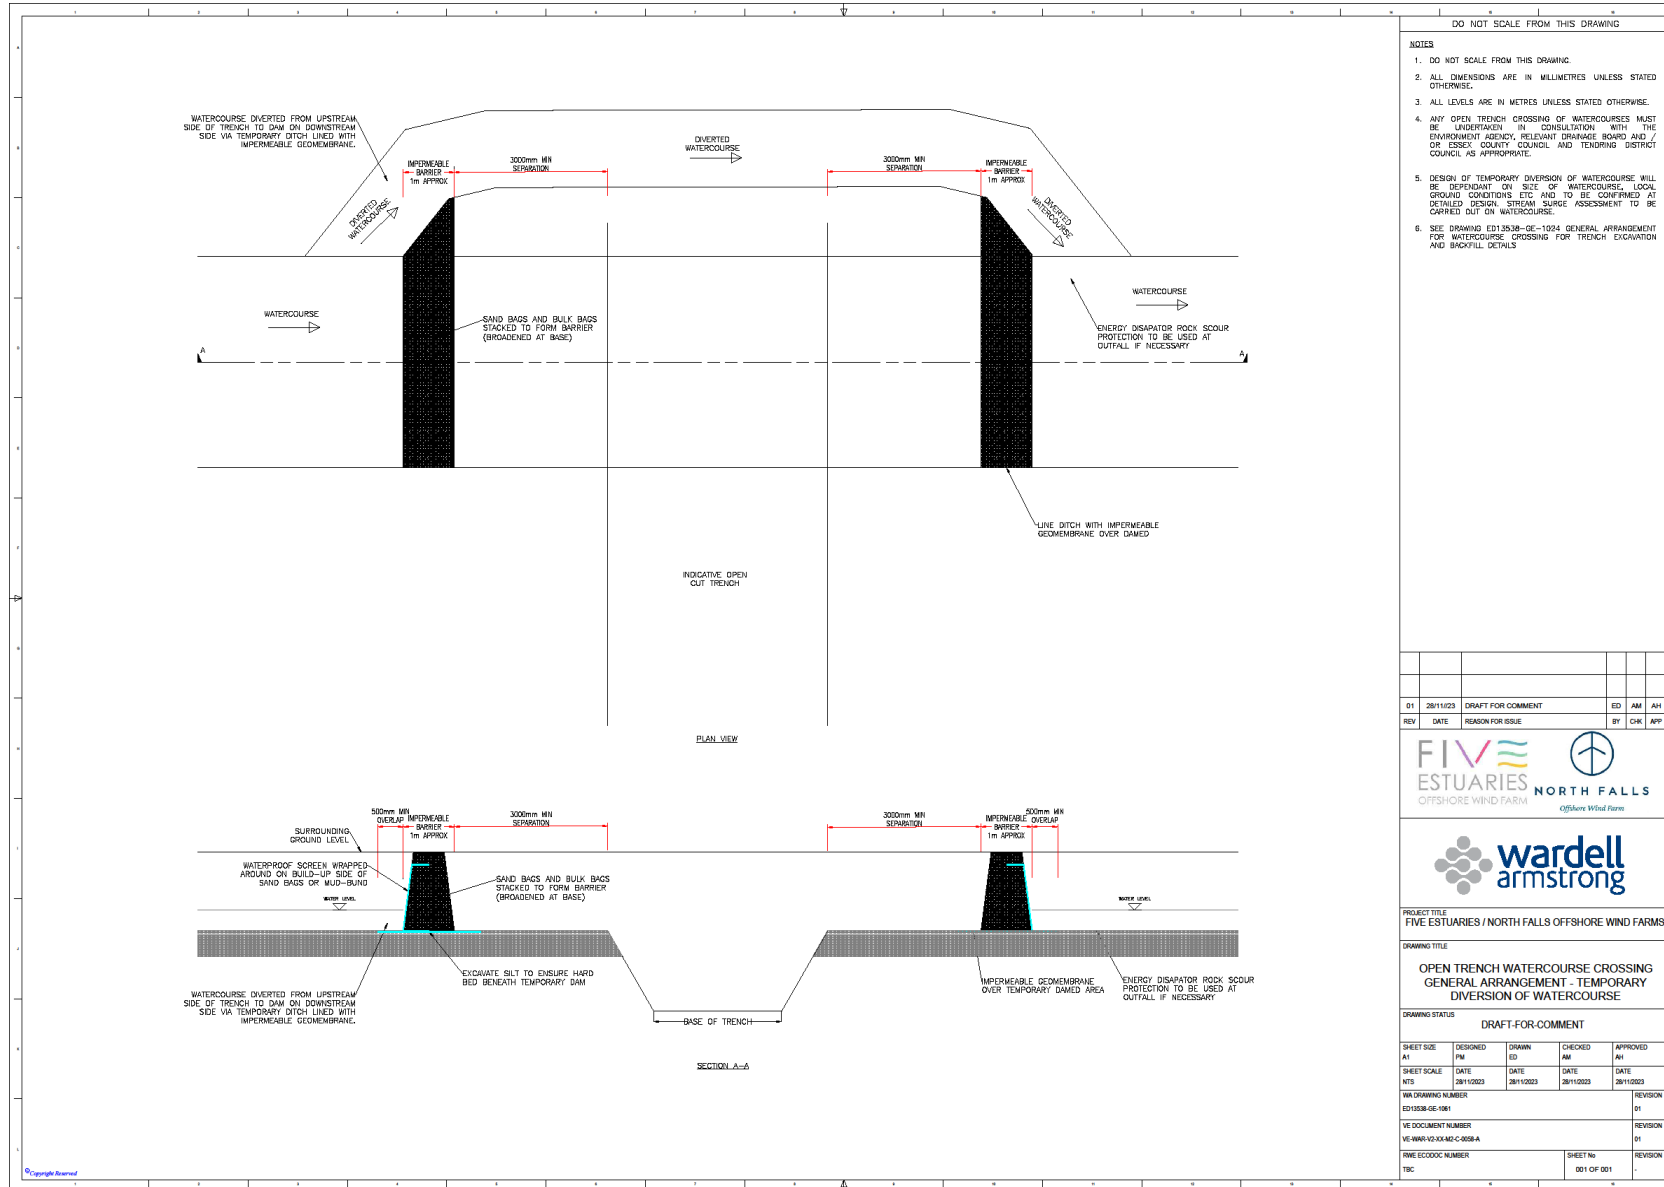 DO NOT SCALE FROM THIS DRAWING
NOTES
1. DO NOT SCALE FROM THIS DRAWING.
2. ALL DIMENSIONS ARE IN MILLIMETRES UNLESS STATED
OTHERWISE.
3. ALL LEVELS ARE IN METRES UNLESS STATED OTHERWISE.
4. ANY OPEN TRENCH CROSSING OF WATERCOURSES MUST
BE UNDERTAKEN IN CONSULTATION WITH THE
ENVIRONMENT AGENCY, RELEVANT DRAINAGE BOARD AND /
OR ESSEX COUNTY COUNCIL AND TENDRING DISTRICT
COUNCIL AS APPROPRIATE.
5. DESIGN OF TEMPORARY DIVERSION OF WATERCOURSE WILL
BE DEPENDANT ON SIZE OF WATERCOURSE, LOCAL
GROUND CONDITIONS ETC AND TO BE CONFIRMED AT
DETAILED DESIGN. STREAM SURGE ASSESSMENT TO BE
CARRIED OUT ON WATERCOURSE.
6. SEE DRAWING ED13538-GE-1024 GENERAL ARRANGEMENT
FOR WATERCOURSE CROSSING FOR TRENCH EXCAVATION
AND BACKFILL DETAILS
WATERCOURSE DIVERTED FROM UPSTREAM
SIDE OF TRENCH TO DAM ON DOWNSTREAM
SIDE VIA TEMPORARY DITCH LINED WITH
IMPERMEABLE GEOMEMBRANE.
IMPERMEABLE
BARRIER
1m APPROX
3000mm MIN
SEPARATION
DIVERTED
WATERCOURSE
3000mm MIN
SEPARATION
IMPERMEABLE
BARRIER
1m APPROX
DIVERTED
WATERCOURSE
DIVERTED
WATERCOURSE
WATERCOURSE
WATERCOURSE
SAND BAGS AND BULK BAGS
STACKED TO FORM BARRIER
(BROADENED AT BASE)
ENERGY DISAPATOR ROCK SCOUR
PROTECTION TO BE USED AT
OUTFALL IF NECESSARY
A
A
LINE DITCH WITH IMPERMEABLE
GEOMEMBRANE OVER DAMED
INDICATIVE OPEN
CUT TRENCH
PLAN VIEW
500mm MIN
OVERLAP
IMPERMEABLE
BARRIER
1m APPROX
3000mm MIN
SEPARATION
3000mm MIN
SEPARATION
IMPERMEABLE
BARRIER
1m APPROX
500mm MIN
OVERLAP
SURROUNDING
GROUND LEVEL
WATERPROOF SCREEN WRAPPED
AROUND ON BUILD-UP SIDE OF
SAND BAGS OR MUD-BUND
SAND BAGS AND BULK BAGS
STACKED TO FORM BARRIER
(BROADENED AT BASE)
WATER LEVEL
WATER LEVEL
EXCAVATE SILT TO ENSURE HARD
BED BENEATH TEMPORARY DAM
WATERCOURSE DIVERTED FROM UPSTREAM
SIDE OF TRENCH TO DAM ON DOWNSTREAM
SIDE VIA TEMPORARY DITCH LINED WITH
IMPERMEABLE GEOMEMBRANE.
IMPERMEABLE GEOMEMBRANE
OVER TEMPORARY DAMED AREA
ENERGY DISAPATOR ROCK SCOUR
PROTECTION TO BE USED AT
OUTFALL IF NECESSARY
BASE OF TRENCH
SECTION A-A
01 28/11//23 DRAFT FOR COMMENT ED AM AH
REV DATE REASON FOR ISSUE BY CHK APP
FIVE
ESTUARIES
OFFSHORE WIND FARM
NORTH FALLS
Offshore Wind Farm
wardell
armstrong
PROJECT TITLE
FIVE ESTUARIES / NORTH FALLS OFFSHORE WIND FARMS
DRAWING TITLE
OPEN TRENCH WATERCOURSE CROSSING
GENERAL ARRANGEMENT - TEMPORARY
DIVERSION OF WATERCOURSE
DRAWING STATUS
DRAFT-FOR-COMMENT
SHEET SIZE DESIGNED DRAWN CHECKED APPROVED
A1 PM ED AM AH
SHEET SCALE DATE DATE DATE DATE
NTS 28/11/2023 28/11/2023 28/11/2023 28/11/2023
WA DRAWING NUMBER REVISION
ED13538-GE-1061 01
VE DOCUMENT NUMBER REVISION
VE-WAR-V2-XX-M2-C-0058-A 01
RWE ECODOC NUMBER SHEET No REVISION
TBC 001 OF 001 -
© Copyright Reserved